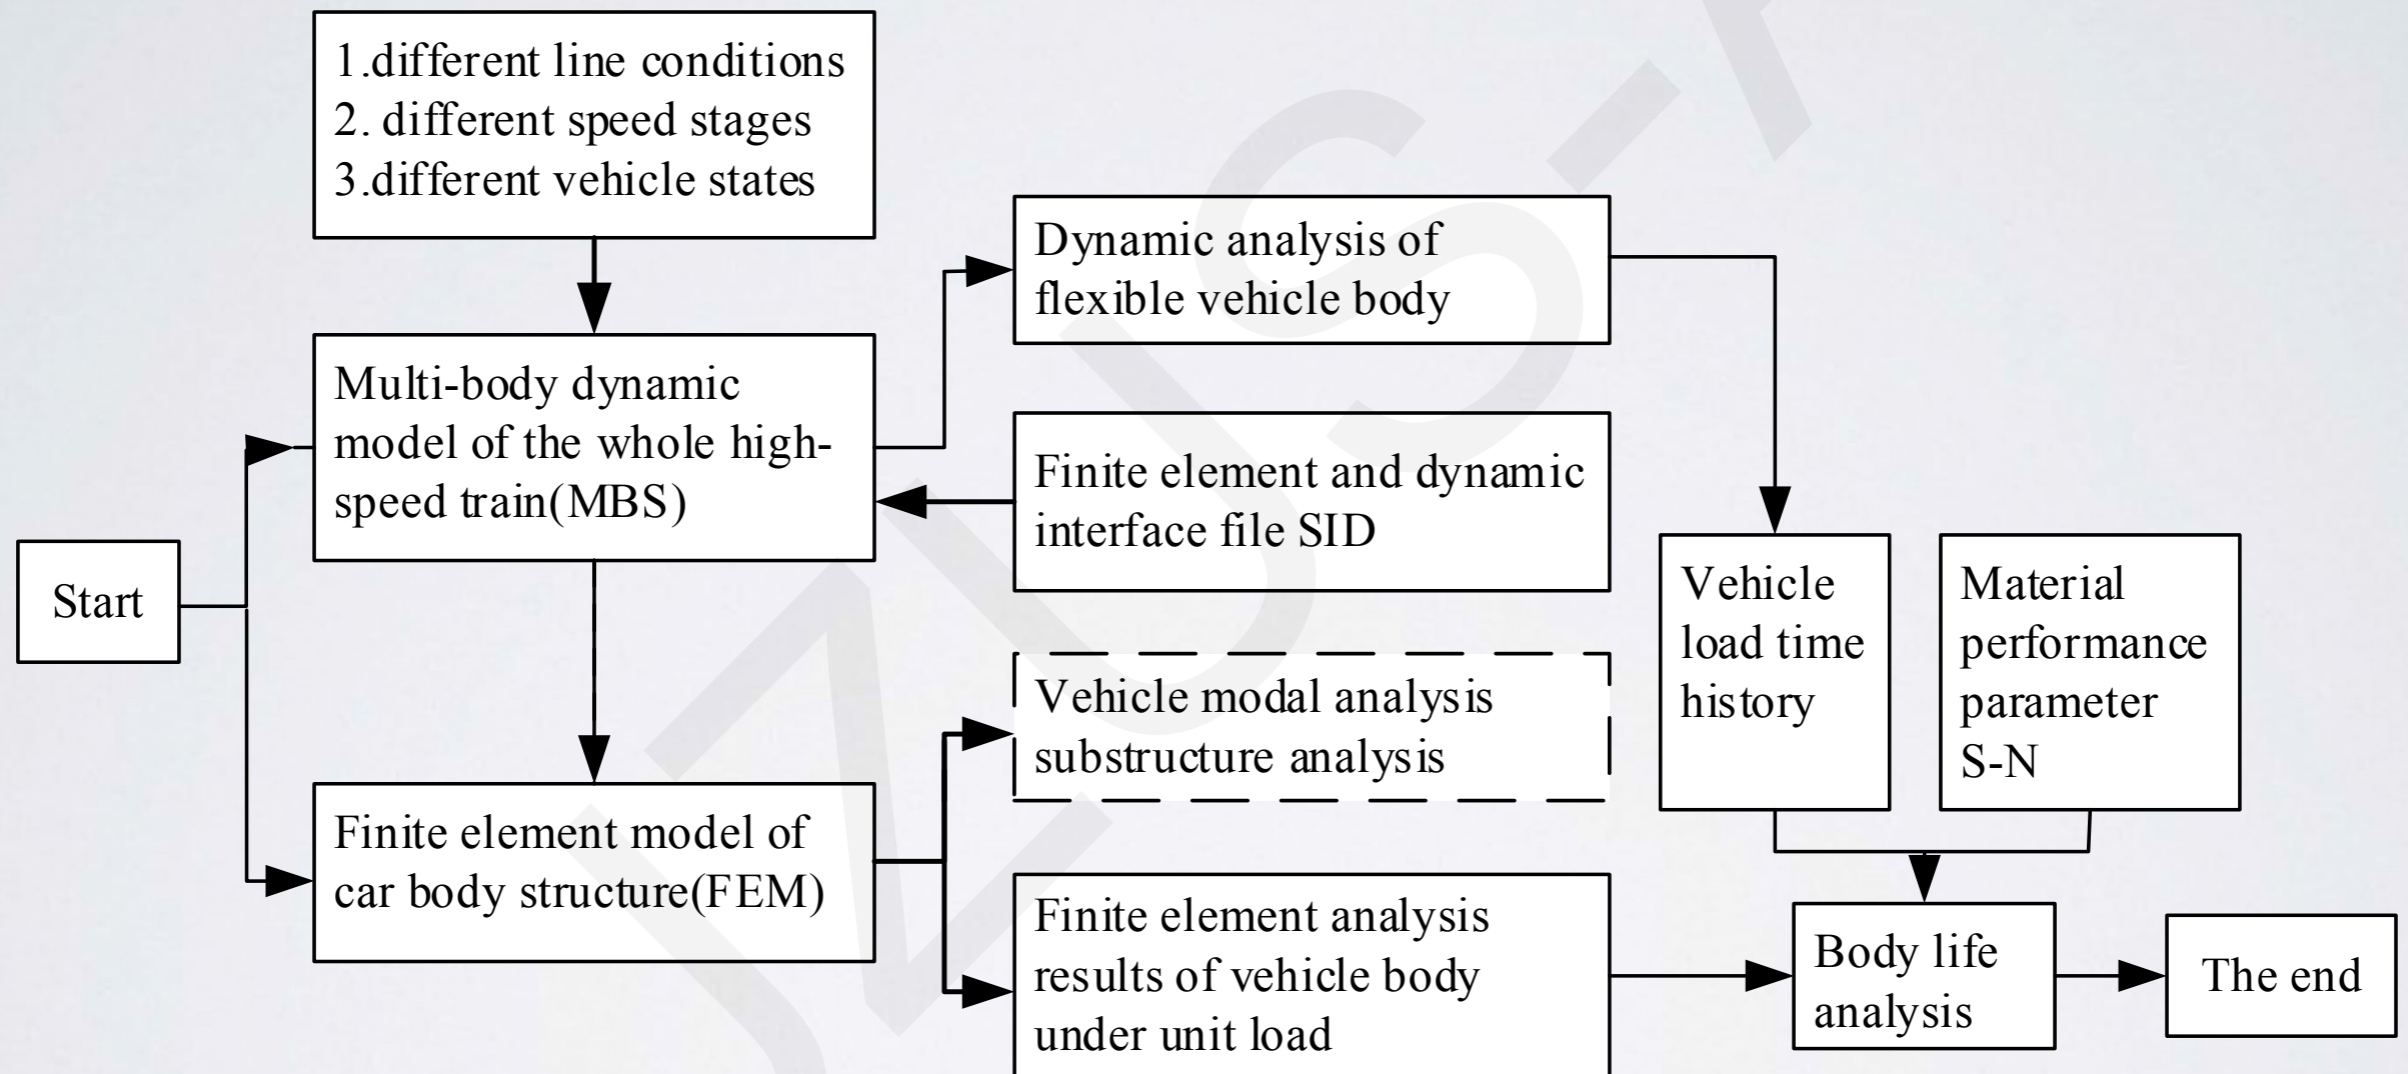 1.different line conditions
2. different speed stages
3.different vehicle states
Dynamic analysis of
flexible vehicle body
Multi-body dynamic
model of the whole high-
speed train(MBS)
Finite element and dynamic
interface file SID
Start
Vehicle
load time
history
Material
performance
parameter
S-N
Vehicle modal analysis
substructure analysis
Finite element model of
car body structure(FEM)
Finite element analysis
results of vehicle body
under unit load
Body life
analysis
The end
JZUS-A